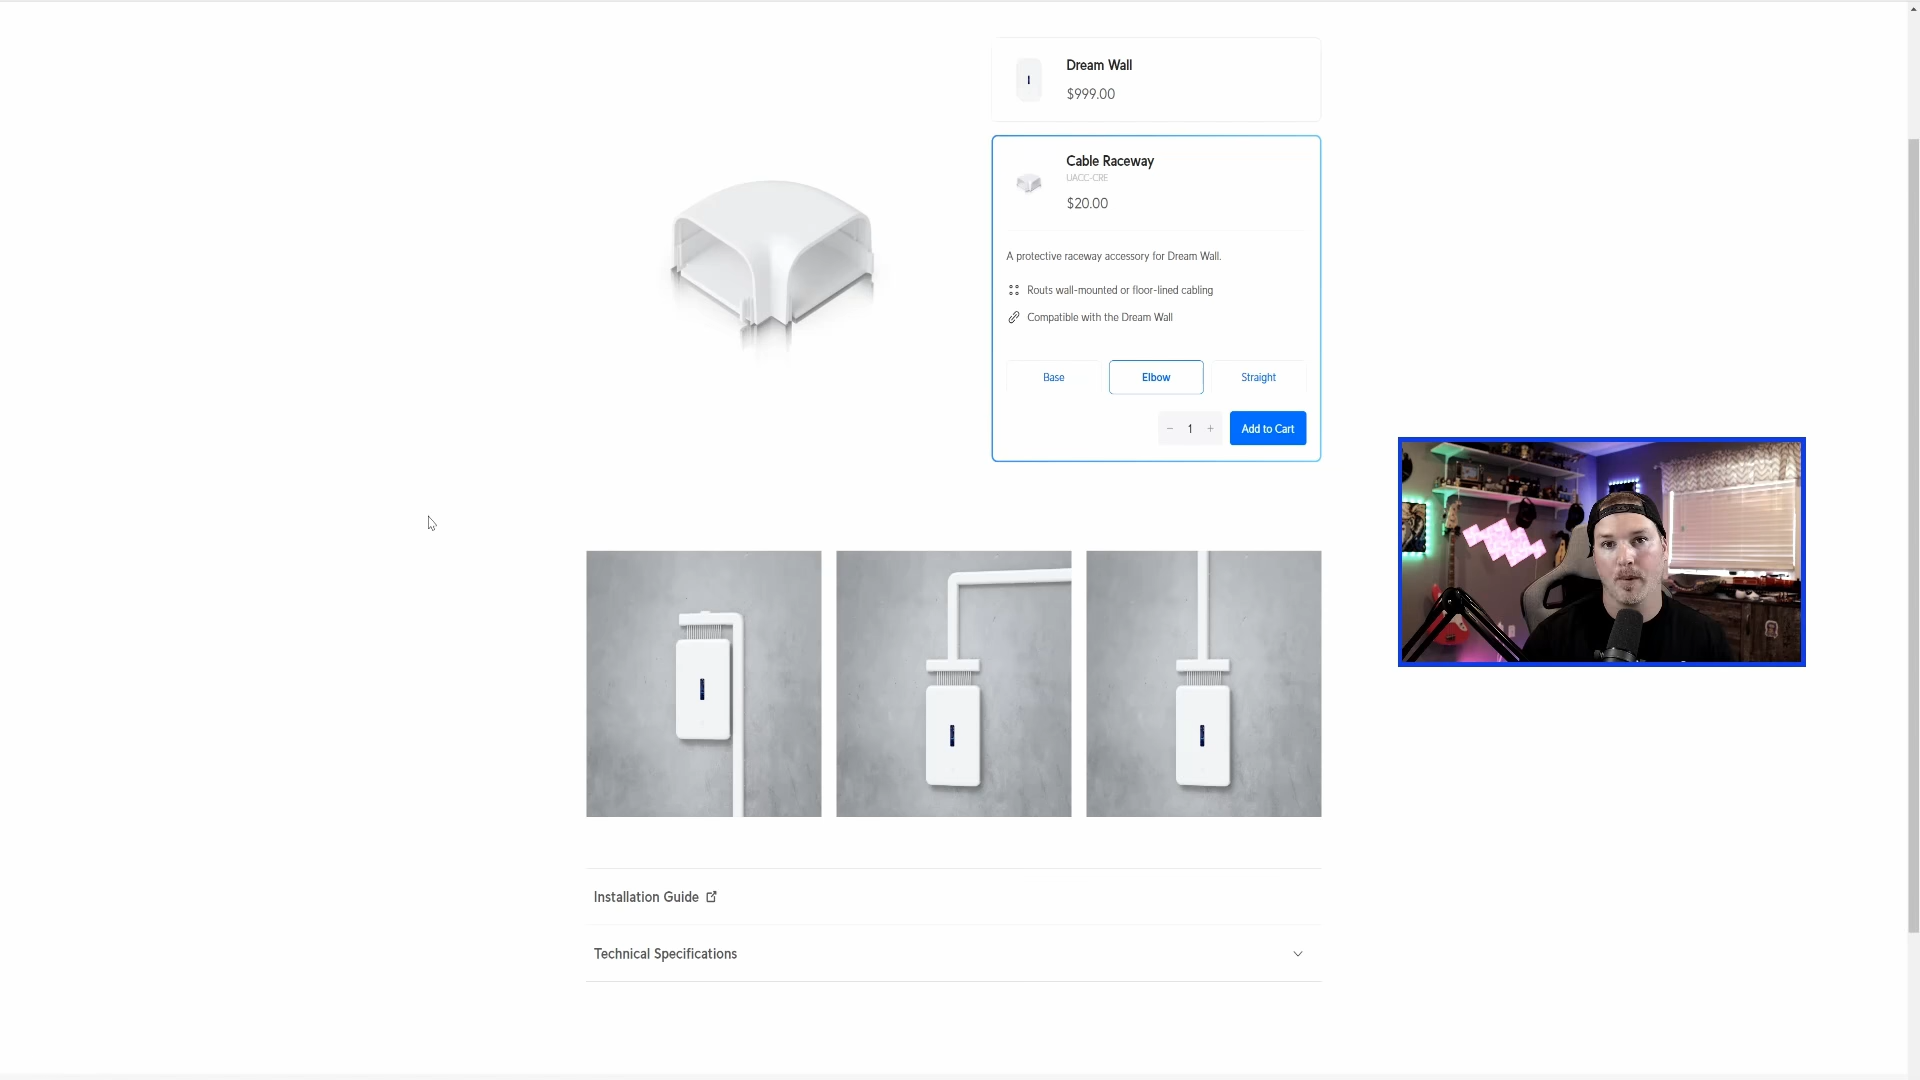 Dream Wall
$999.00
Cable Raceway
UACC-CRE
$20.00
A protective raceway accessory for Dream Wall.
Routs wall-mounted or floor-lined cabling
Compatible with the Dream Wall
Base
Elbow
Straight
− 1 +
Add to Cart
Installation Guide
Technical Specifications